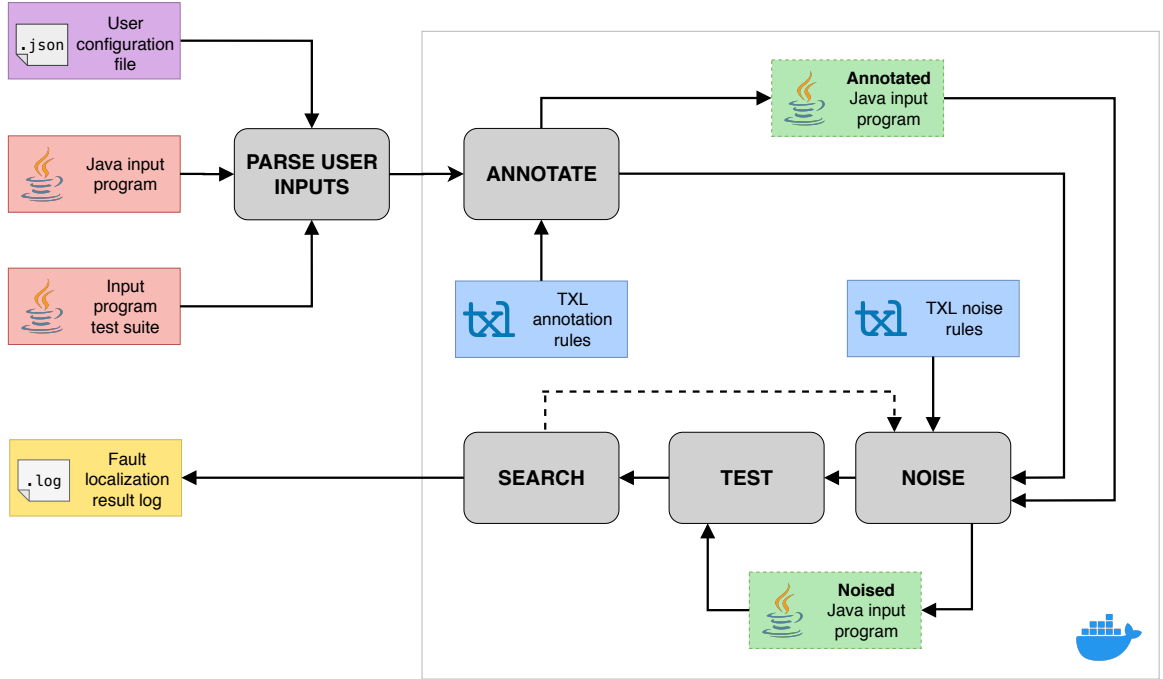 User
configuration
file
.json
Java input
program
Input
program
test suite
PARSE USER
INPUTS
ANNOTATE
Annotated
Java input
program
txl
TXL
annotation
rules
txl
TXL noise
rules
.log
Fault
localization
result log
SEARCH
TEST
NOISE
Noised
Java input
program